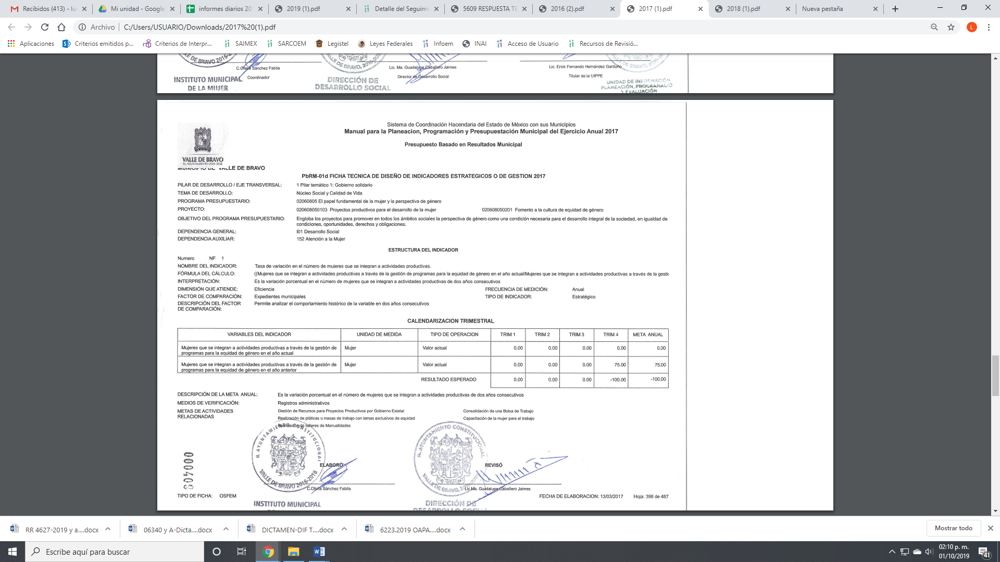 Recibidos (413) - lu
Mi unidad - Google
informes diarios 201
2019 (1).pdf
Detalle del Seguimie
5609 RESPUESTA TE
2016 (2).pdf
2017 (1).pdf
2018 (1).pdf
Nueva pestaña
Archivo | C:/Users/USUARIO/Downloads/2017%20(1).pdf
L
Aplicaciones
Criterios emitidos p...
Criterios de Interpr...
SAIMEX
SARCOEM
Legistel
Leyes Federales
Infoem
INAI
Acceso de Usuario
Recursos de Revisió...
C.Ofelia Sánchez Fabila
Coordinador
INSTITUTO MUNICIPAL
DE LA MUJER
Lic. Ma. Guadalupe Caballero Jaimes
Director de Desarrollo Social
DIRECCIÓN DE
DESARROLLO SOCIAL
Lic. Erick Fernando Hernández Garduño
Titular de la UIPPE
UNIDAD DE INFORMACIÓN,
PLANEACIÓN, PROGRAMACIÓ
Y EVALUACIÓN
Sistema de Coordinación Hacendaria del Estado de México con sus Municipios
Manual para la Planeacion, Programación y Presupuestación Municipal del Ejercicio Anual 2017
Presupuesto Basado en Resultados Municipal
VALLE DE BRAVO
EL AYUNTAMIENTO 2016-2018
MUNICIPIO DE VALLE DE BRAVO
PbRM-01d FICHA TECNICA DE DISEÑO DE INDICADORES ESTRATEGICOS O DE GESTION 2017
PILAR DE DESARROLLO / EJE TRANSVERSAL: 1 Pilar temático 1: Gobierno solidario
TEMA DE DESARROLLO: Núcleo Social y Calidad de Vida
PROGRAMA PRESUPUESTARIO: 02060805 El papel fundamental de la mujer y la perspectiva de género
PROYECTO: 020608050103 Proyectos productivos para el desarrollo de la mujer 020608050201 Fomento a la cultura de equidad de género
OBJETIVO DEL PROGRAMA PRESUPUESTARIO: Engloba los proyectos para promover en todos los ámbitos sociales la perspectiva de género como una condición necesaria para el desarrollo integral de la sociedad, en igualdad de
condiciones, oportunidades, derechos y obligaciones.
DEPENDENCIA GENERAL: I01 Desarrollo Social
DEPENDENCIA AUXILIAR: 152 Atención a la Mujer
ESTRUCTURA DEL INDICADOR
Numero NF 1
NOMBRE DEL INDICADOR: Tasa de variación en el número de mujeres que se integran a actividades productivas.
FÓRMULA DEL CÁLCULO: ((Mujeres que se integran a actividades productivas a través de la gestión de programas para la equidad de género en el año actual/Mujeres que se integran a actividades productivas a través de la gestió
INTERPRETACIÓN: Es la variación porcentual en el número de mujeres que se integran a actividades productivas de dos años consecutivos
DIMENSIÓN QUE ATIENDE: Eficiencia FRECUENCIA DE MEDICIÓN: Anual
FACTOR DE COMPARACIÓN: Expedientes municipales TIPO DE INDICADOR: Estratégico
DESCRIPCIÓN DEL FACTOR Permite analizar el comportamiento histórico de la variable en dos años consecutivos
DE COMPARACIÓN:
CALENDARIZACION TRIMESTRAL
VARIABLES DEL INDICADOR UNIDAD DE MEDIDA TIPO DE OPERACION TRIM 1 TRIM 2 TRIM 3 TRIM 4 META ANUAL
Mujeres que se integran a actividades productivas a través de la gestión de Mujer Valor actual 0.00 0.00 0.00 0.00 0.00
programas para la equidad de género en el año actual
Mujeres que se integran a actividades productivas a través de la gestión de Mujer Valor actual 0.00 0.00 0.00 75.00 75.00
programas para la equidad de género en el año anterior
RESULTADO ESPERADO 0.00 0.00 0.00 -100.00 -100.00
DESCRIPCIÓN DE LA META ANUAL: Es la variación porcentual en el número de mujeres que se integran a actividades productivas de dos años consecutivos
MEDIOS DE VERIFICACIÓN: Registros administrativos
METAS DE ACTIVIDADES Gestión de Recursos para Proyectos Productivos por Gobierno Estatal Consolidación de una Bolsa de Trabajo
RELACIONADAS
Realización de pláticas o mesas de trabajo con temas exclusivos de equidad Capacitación de la mujer para el trabajo
Realización de talleres de Manualidades
H. AYUNTAMIENTO CONSTITUCIONAL
VALLE DE BRAVO 2016-2018
H. AYUNTAMIENTO CONSTITUCIONAL
VALLE DE BRAVO,
ELABORÓ
REVISÓ
C.Ofelia Sánchez Fabila
Lic.Ma. Guadalupe Caballero Jaimes
TIPO DE FICHA: OSFEM
FECHA DE ELABORACION: 13/03/2017 Hoja: 398 de 487
INSTITUTO MUNICIPAL
DIRECCIÓN DE
DESARROLLO SOCIAL
RR 4627-2019 y a....docx
06340 y A-Dicta....docx
DICTAMEN-DIF T....docx
6223.2019 OAPA....docx
Mostrar todo
Escribe aquí para buscar
02:10 p. m.
01/10/2019
41